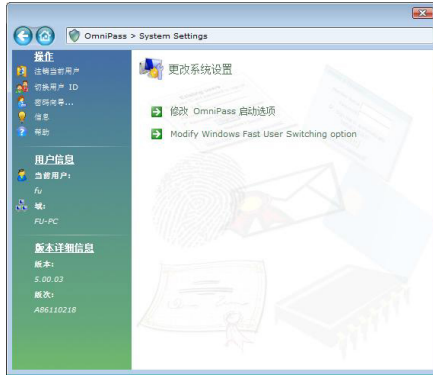 OmniPass > System Settings
操作
注销当前用户
切换用户 ID
密码向导...
信息
帮助
用户信息
当前用户:
fu
域:
FU-PC
版本详细信息
版本:
5.00.03
版次:
A86110218
更改系统设置
修改 OmniPass 启动选项
Modify Windows Fast User Switching option